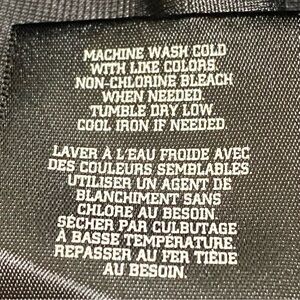 MACHINE WASH COLD
WITH LIKE COLORS
NON-CHLORINE BLEACH
WHEN NEEDED
TUMBLE DRY LOW
COOL IRON IF NEEDED
LAVER À L'EAU FROIDE AVEC
DES COULEURS SEMBLABLES
UTILISER UN AGENT DE
BLANCHIMENT SANS
CHLORE AU BESOIN.
SÉCHER PAR CULBUTAGE
À BASSE TEMPÉRATURE.
REPASSER AU FER TIÈDE
AU BESOIN.